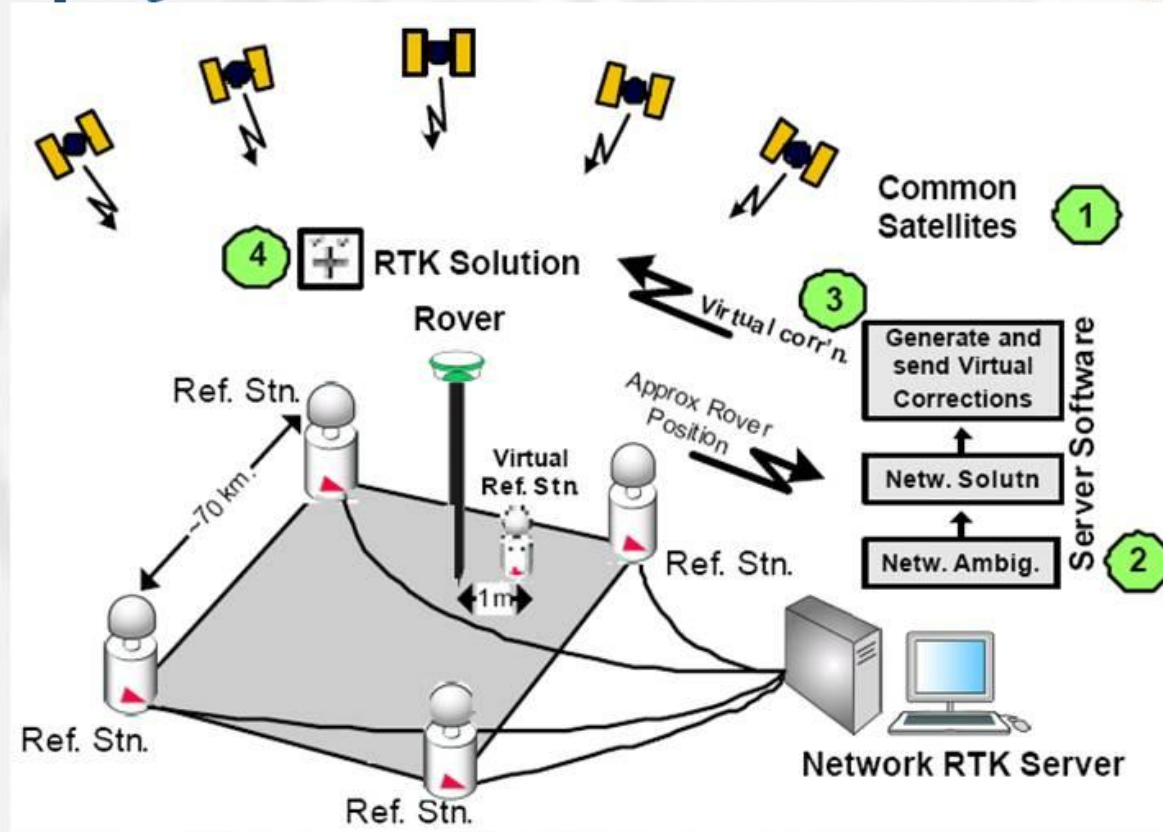 Common
Satellites
1
4
RTK Solution
3
Virtual corr'n.
Rover
Generate and
send Virtual
Corrections
Server Software
Ref. Stn.
Approx Rover
Position
Virtual
Ref. Stn.
~70 km.
Netw. Solutn
Netw. Ambig.
2
Ref. Stn.
1m
Ref. Stn.
Network RTK Server
Ref. Stn.